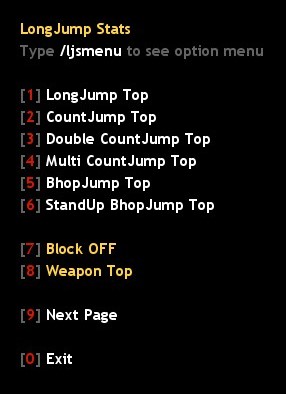 LongJump Stats
Type /ljsmenu to see option menu
[1] LongJump Top
[2] CountJump Top
[3] Double CountJump Top
[4] Multi CountJump Top
[5] BhopJump Top
[6] StandUp BhopJump Top
[7] Block OFF
[8] Weapon Top
[9] Next Page
[0] Exit